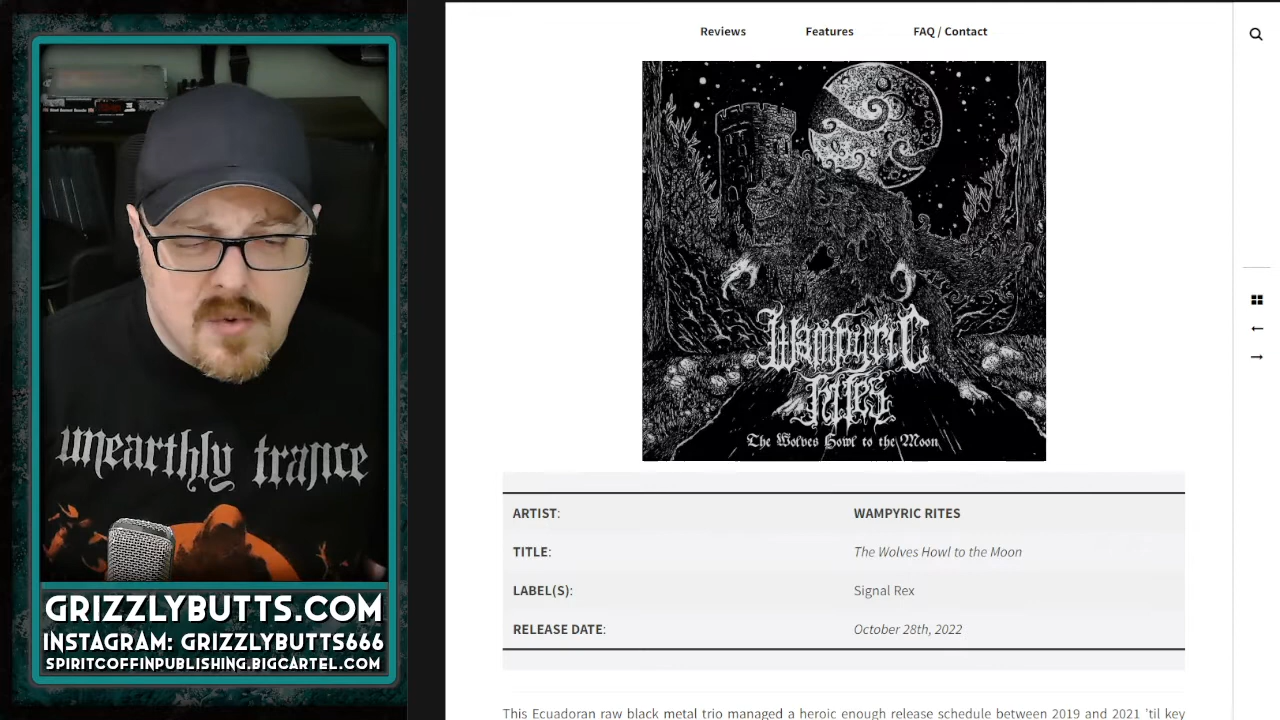 unearthly trance
GRIZZLYBUTTS.COM
INSTAGRAM: GRIZZLYBUTTS666
SPIRITCOFFINPUBLISHING.BIGCARTEL.COM
Reviews Features FAQ / Contact
Wampyric
Rites
The Wolves Howl to the Moon
ARTIST: WAMPYRIC RITES
TITLE: The Wolves Howl to the Moon
LABEL(S): Signal Rex
RELEASE DATE: October 28th, 2022
This Ecuadoran raw black metal trio managed a heroic enough release schedule between 2019 and 2021 'til key